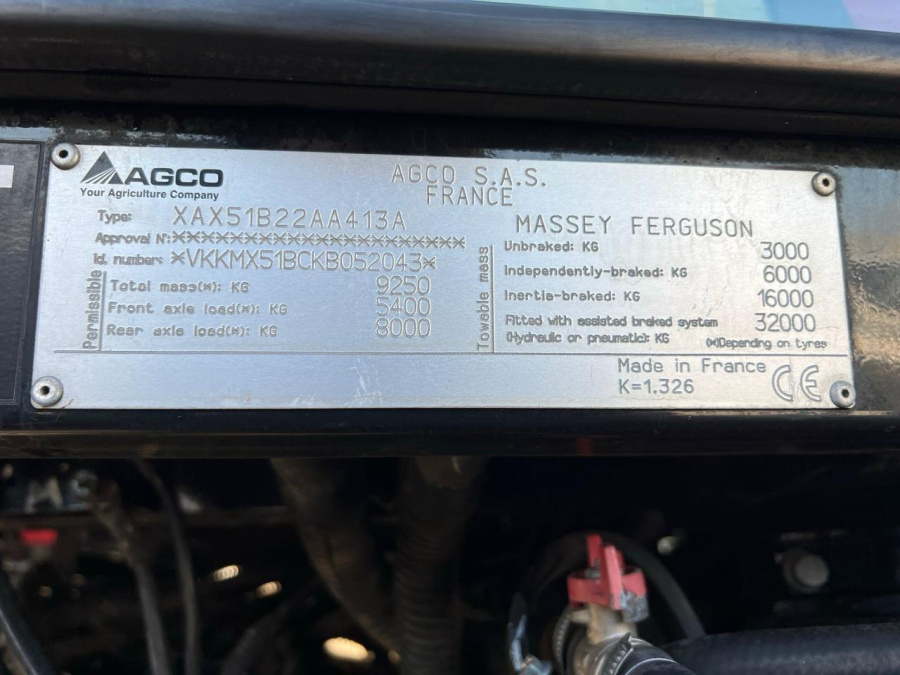 AGCO
Your Agriculture Company
AGCO S.A.S.
FRANCE
Type: XAX51B22AA413A
MASSEY FERGUSON
Approval N°:********************
Id. number: *VKKMX51BCKB052043*
Permissible
Total mass(*): KG 9250
Front axle load(*): KG 5400
Rear axle load(*): KG 8000
Towable mass
Unbraked: KG 3000
Independently-braked: KG 6000
Inertia-braked: KG 16000
Fitted with assisted braked system 32000
(Hydraulic or pneumatic): KG (*)Depending on tyres
Made in France
K=1.326
CE